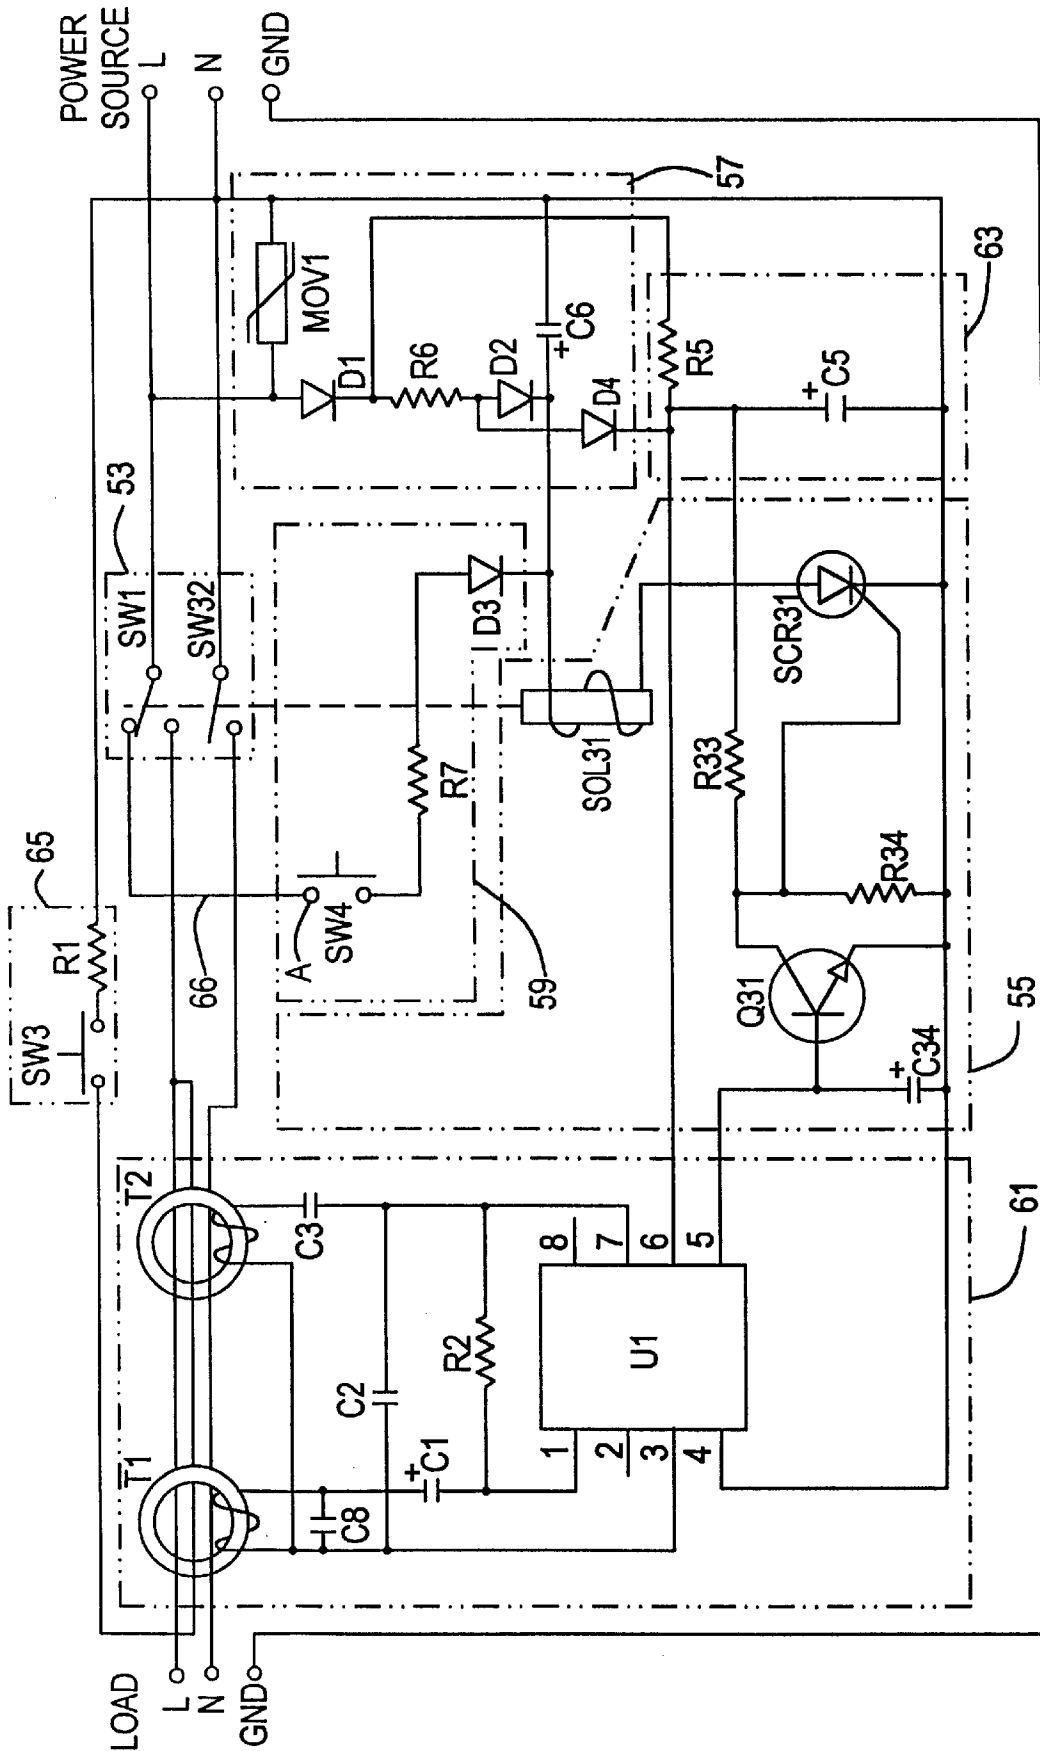 POWER
SOURCE
L
N
GND
57
63
MOV1
D1
R6
D2
C6
D4
R5
C5
53
SW1
SW32
D3
SCR31
SOL31
R7
R33
R34
65
R1
SW3
66
A
SW4
59
Q31
C34
55
T2
C3
61
8
7
6
5
U1
R2
C2
1
2
3
4
T1
C1
C8
LOAD
L
N
GND
+
+
+
+